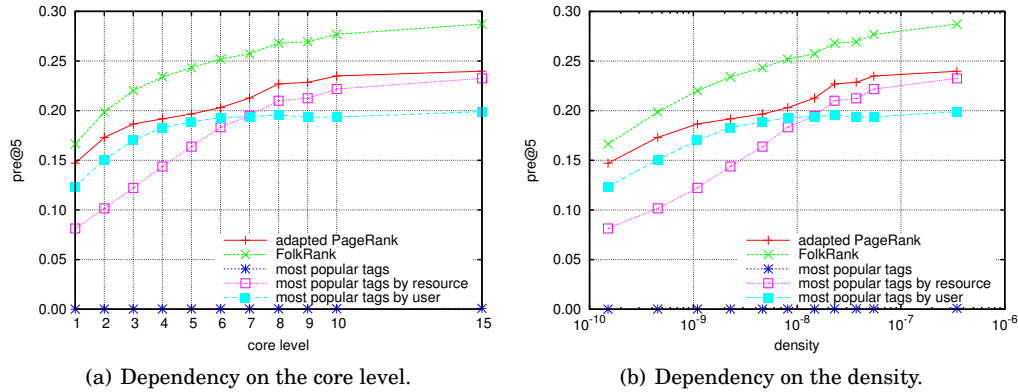 0.30
0.25
0.20
0.15
0.10
0.05
0.00
pre@5
1 2 3 4 5 6 7 8 9 10 15
core level
adapted PageRank
FolkRank
most popular tags
most popular tags by resource
most popular tags by user
(a) Dependency on the core level.
0.30
0.25
0.20
0.15
0.10
0.05
0.00
pre@5
10^-10 10^-9 10^-8 10^-7 10^-6
density
adapted PageRank
FolkRank
most popular tags
most popular tags by resource
most popular tags by user
(b) Dependency on the density.